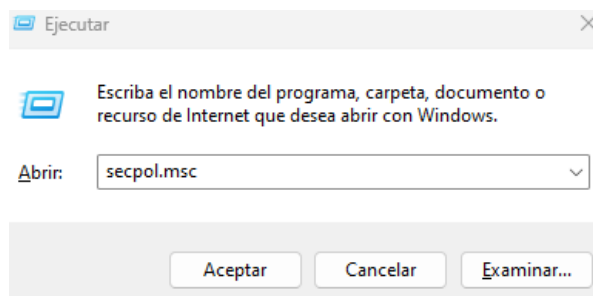 Ejecutar
Escriba el nombre del programa, carpeta, documento o
recurso de Internet que desea abrir con Windows.
Abrir:
secpol.msc
Aceptar
Cancelar
Examinar...